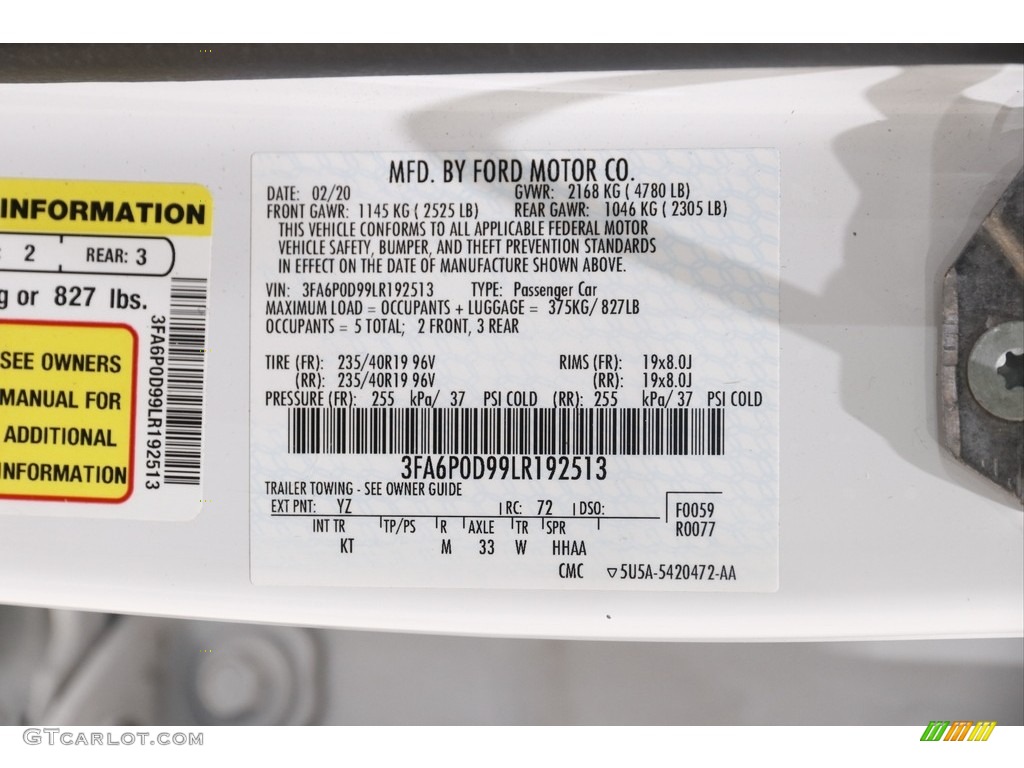 MFD. BY FORD MOTOR CO.
DATE: 02/20 GVWR: 2168 KG ( 4780 LB)
FRONT GAWR: 1145 KG ( 2525 LB) REAR GAWR: 1046 KG ( 2305 LB)
THIS VEHICLE CONFORMS TO ALL APPLICABLE FEDERAL MOTOR
VEHICLE SAFETY, BUMPER, AND THEFT PREVENTION STANDARDS
IN EFFECT ON THE DATE OF MANUFACTURE SHOWN ABOVE.
VIN: 3FA6P0D99LR192513 TYPE: Passenger Car
MAXIMUM LOAD = OCCUPANTS + LUGGAGE = 375KG/ 827LB
OCCUPANTS = 5 TOTAL; 2 FRONT, 3 REAR
TIRE (FR): 235/40R19 96V RIMS (FR): 19x8.0J
(RR): 235/40R19 96V (RR): 19x8.0J
PRESSURE (FR): 255 kPa/ 37 PSI COLD (RR): 255 kPa/ 37 PSI COLD
3FA6P0D99LR192513
TRAILER TOWING - SEE OWNER GUIDE
EXT PNT: YZ RC: 72 DSO: F0059
R0077
INT TR TP/PS R AXLE TR SPR
KT M 33 W HHAA
CMC ▽5U5A-5420472-AA
INFORMATION
2 REAR: 3
g or 827 lbs.
SEE OWNERS
MANUAL FOR
ADDITIONAL
INFORMATION
3FA6P0D99LR192513
GTcarlot.com